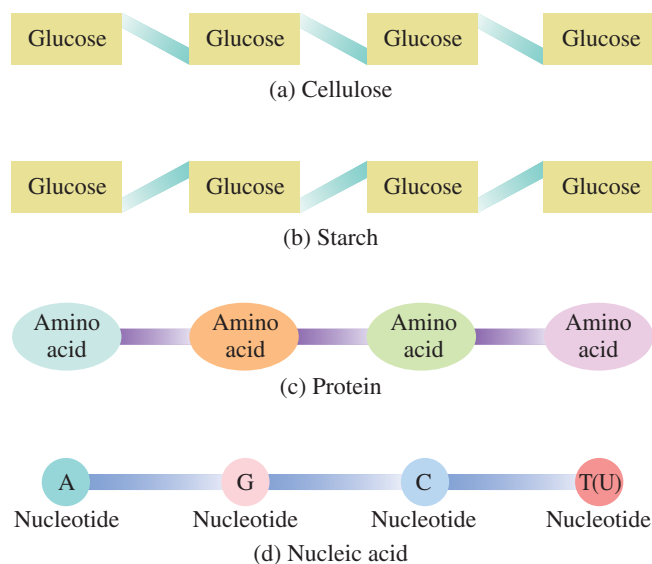 Glucose Glucose Glucose Glucose
(a) Cellulose
Glucose Glucose Glucose Glucose
(b) Starch
Amino Amino Amino Amino
acid acid acid acid
(c) Protein
A G C T(U)
Nucleotide Nucleotide Nucleotide Nucleotide
(d) Nucleic acid